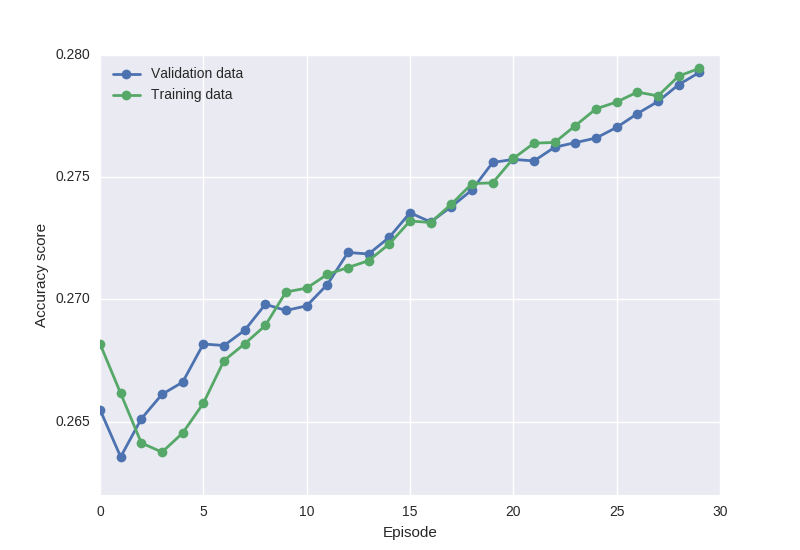 0.280
Validation data
Training data
0.275
0.270
0.265
Accuracy score
0 5 10 15 20 25 30
Episode